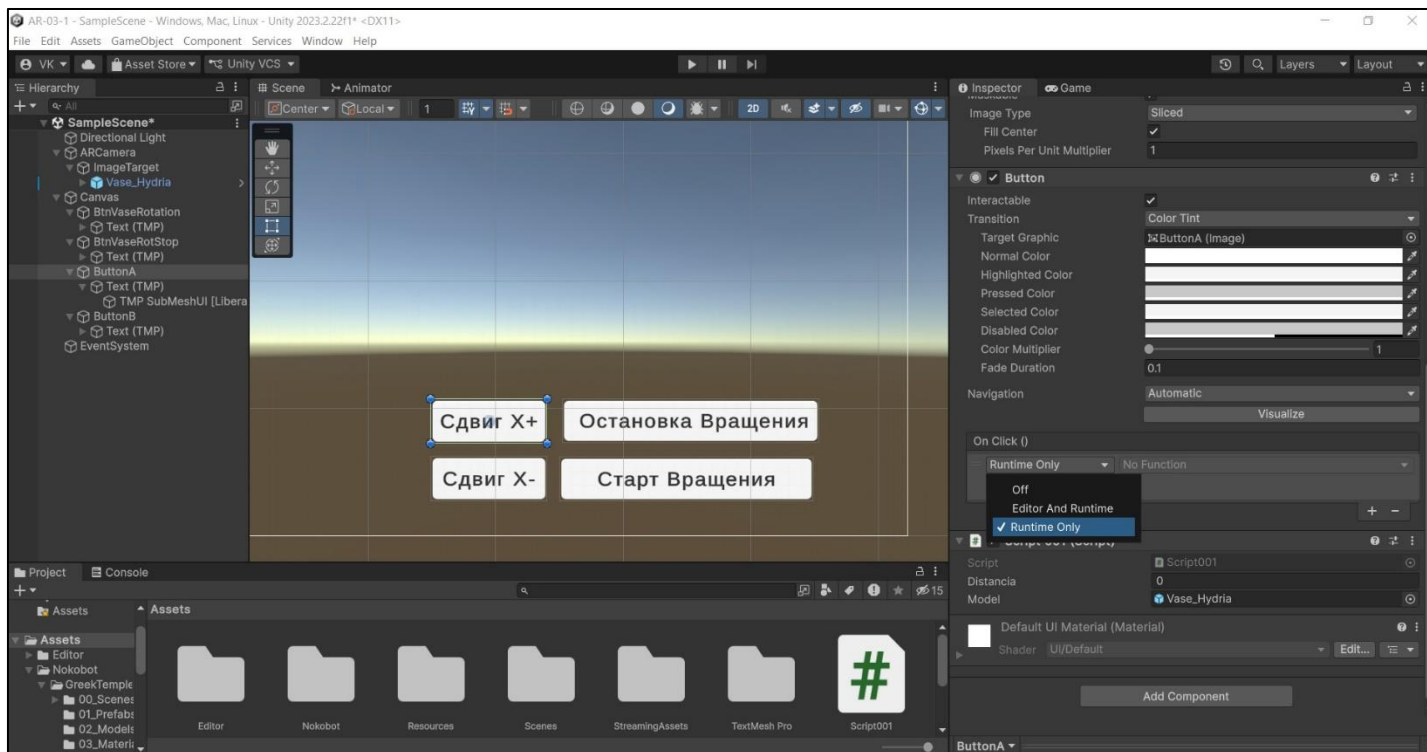 AR-03-1 - SampleScene - Windows, Mac, Linux - Unity 2023.2.22f1* <DX11>
File Edit Assets GameObject Component Services Window Help
VK Asset Store Unity VCS Layers Layout
Hierarchy
All
SampleScene*
Directional Light
ARCamera
ImageTarget
Vase_Hydria
Canvas
BtnVaseRotation
Text (TMP)
BtnVaseRotStop
Text (TMP)
ButtonA
Text (TMP)
TMP SubMeshUI [Libera
ButtonB
Text (TMP)
EventSystem
Scene Animator
Center Local 1 2D
Сдвиг X+ Остановка Вращения
Сдвиг X- Старт Вращения
Inspector Game
Image Type Sliced
Fill Center
Pixels Per Unit Multiplier 1
Button
Interactable
Transition Color Tint
Target Graphic ButtonA (Image)
Normal Color
Highlighted Color
Pressed Color
Selected Color
Disabled Color
Color Multiplier 1
Fade Duration 0.1
Navigation Automatic
Visualize
On Click ()
Runtime Only No Function
Off
Editor And Runtime
Runtime Only
+ -
Script Script001
Distancia 0
Model Vase_Hydria
Default UI Material (Material)
Shader UI/Default Edit...
Add Component
ButtonA
Project Console
15
Assets
Assets
Editor
Nokobot
GreekTemple
00_Scenes
01_Prefabs
02_Models
03_Materia
Assets
Editor Nokobot Resources Scenes StreamingAssets TextMesh Pro Script001